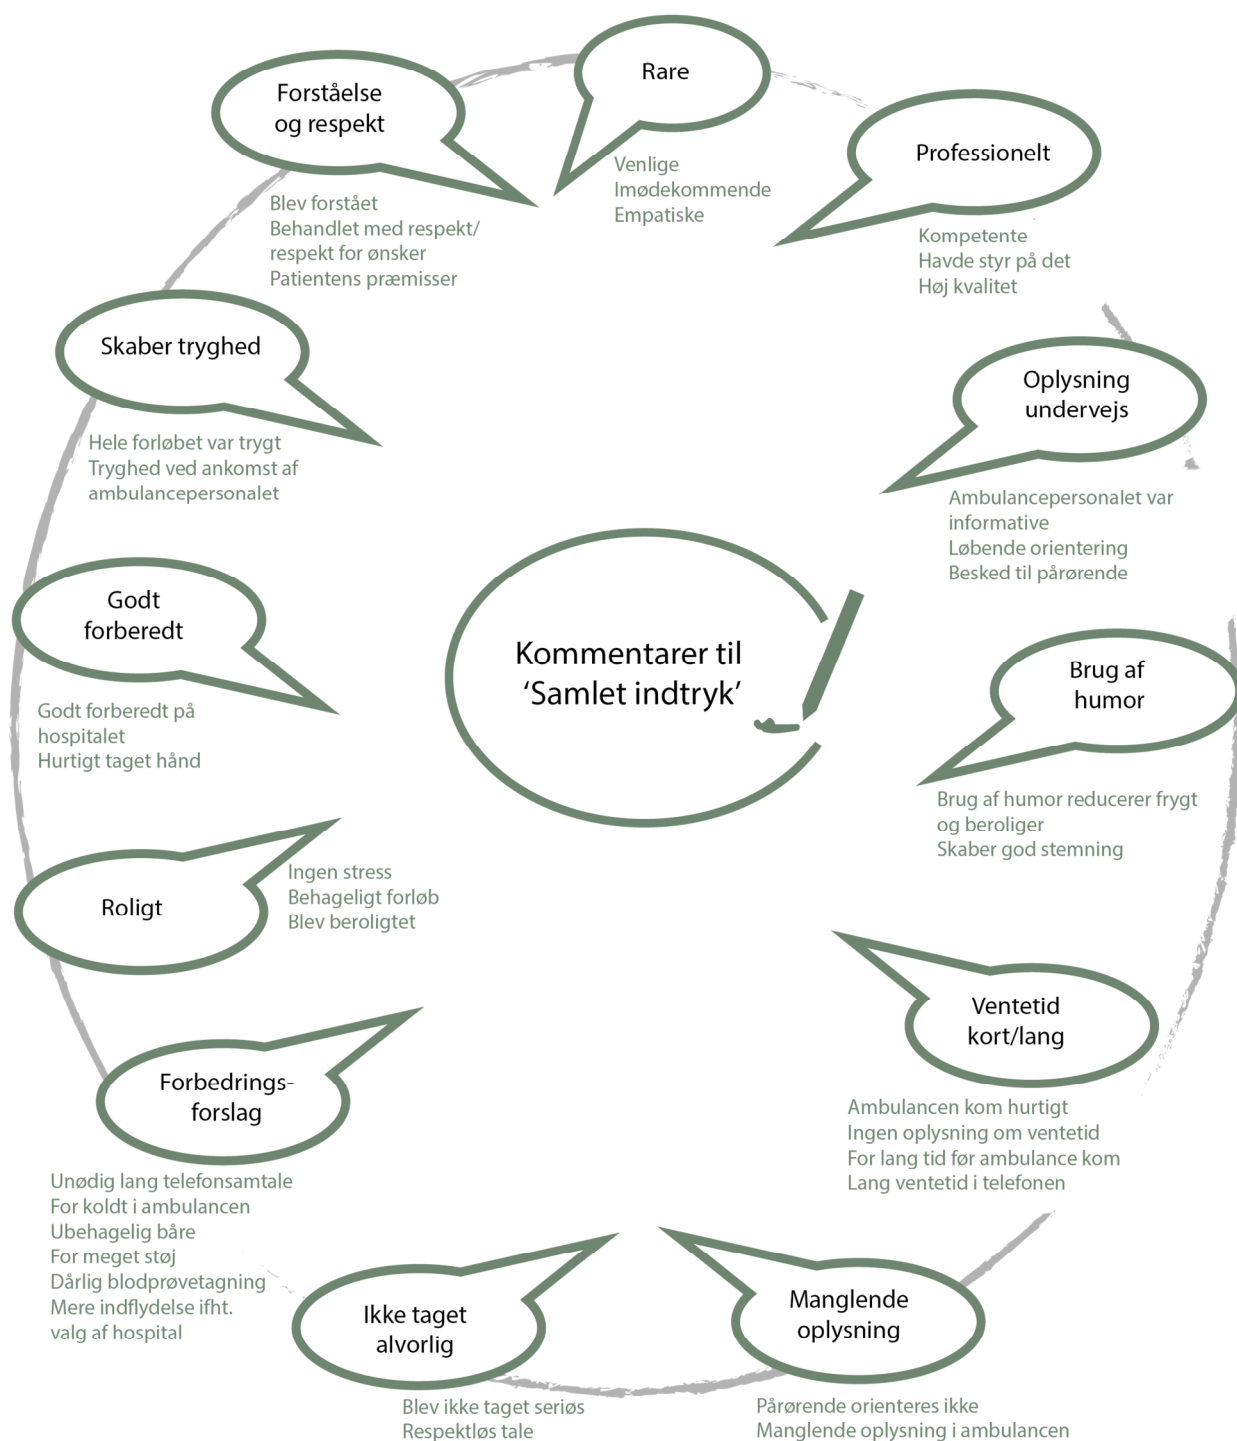 Rare
Venlige
Imødekommende
Empatiske
Professionelt
Kompetente
Havde styr på det
Høj kvalitet
Oplysning
undervejs
Ambulancepersonalet var
informative
Løbende orientering
Besked til pårørende
Brug af
humor
Brug af humor reducerer frygt
og beroliger
Skaber god stemning
Ventetid
kort/lang
Ambulancen kom hurtigt
Ingen oplysning om ventetid
For lang tid før ambulance kom
Lang ventetid i telefonen
Manglende
oplysning
Pårørende orienteres ikke
Manglende oplysning i ambulancen
Ikke taget
alvorlig
Blev ikke taget seriøs
Respektløs tale
Forbedrings-
forslag
Unødig lang telefonsamtale
For koldt i ambulancen
Ubehagelig båre
For meget støj
Dårlig blodprøvetagning
Mere indflydelse ifht.
valg af hospital
Roligt
Ingen stress
Behageligt forløb
Blev beroligtet
Godt
forberedt
Godt forberedt på
hospitalet
Hurtigt taget hånd
Skaber tryghed
Hele forløbet var trygt
Tryghed ved ankomst af
ambulancepersonalet
Forståelse
og respekt
Blev forstået
Behandlet med respekt/
respekt for ønsker
Patientens præmisser
Kommentarer til
‘Samlet indtryk’